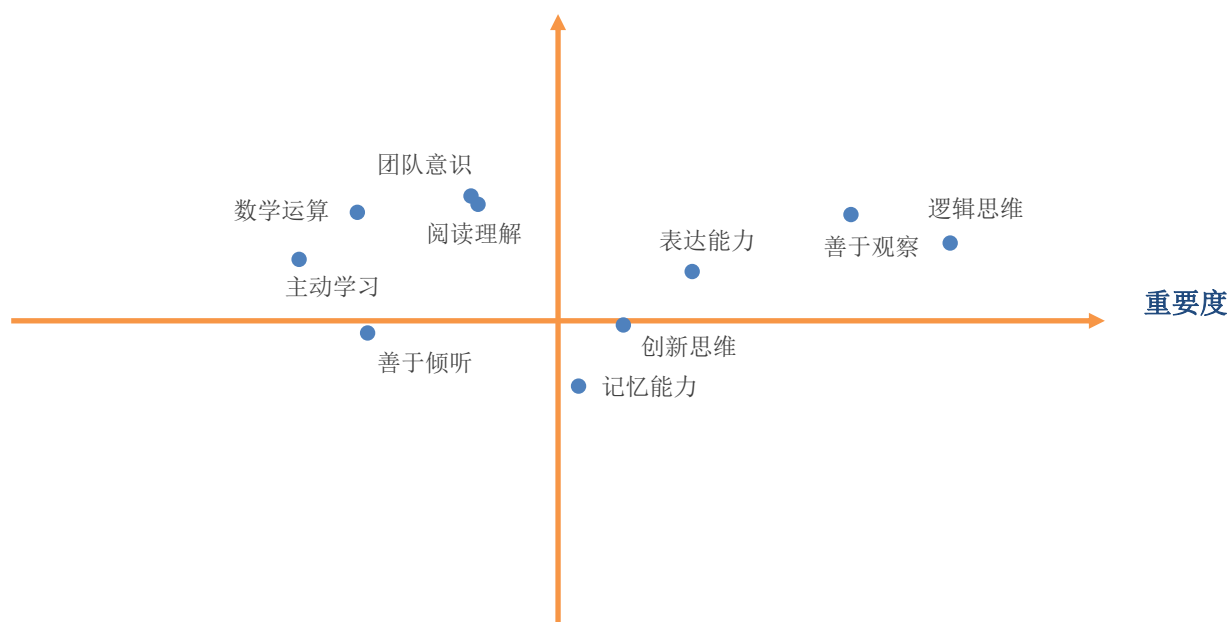 团队意识
数学运算
逻辑思维
阅读理解
表达能力
善于观察
主动学习
重要度
创新思维
善于倾听
记忆能力